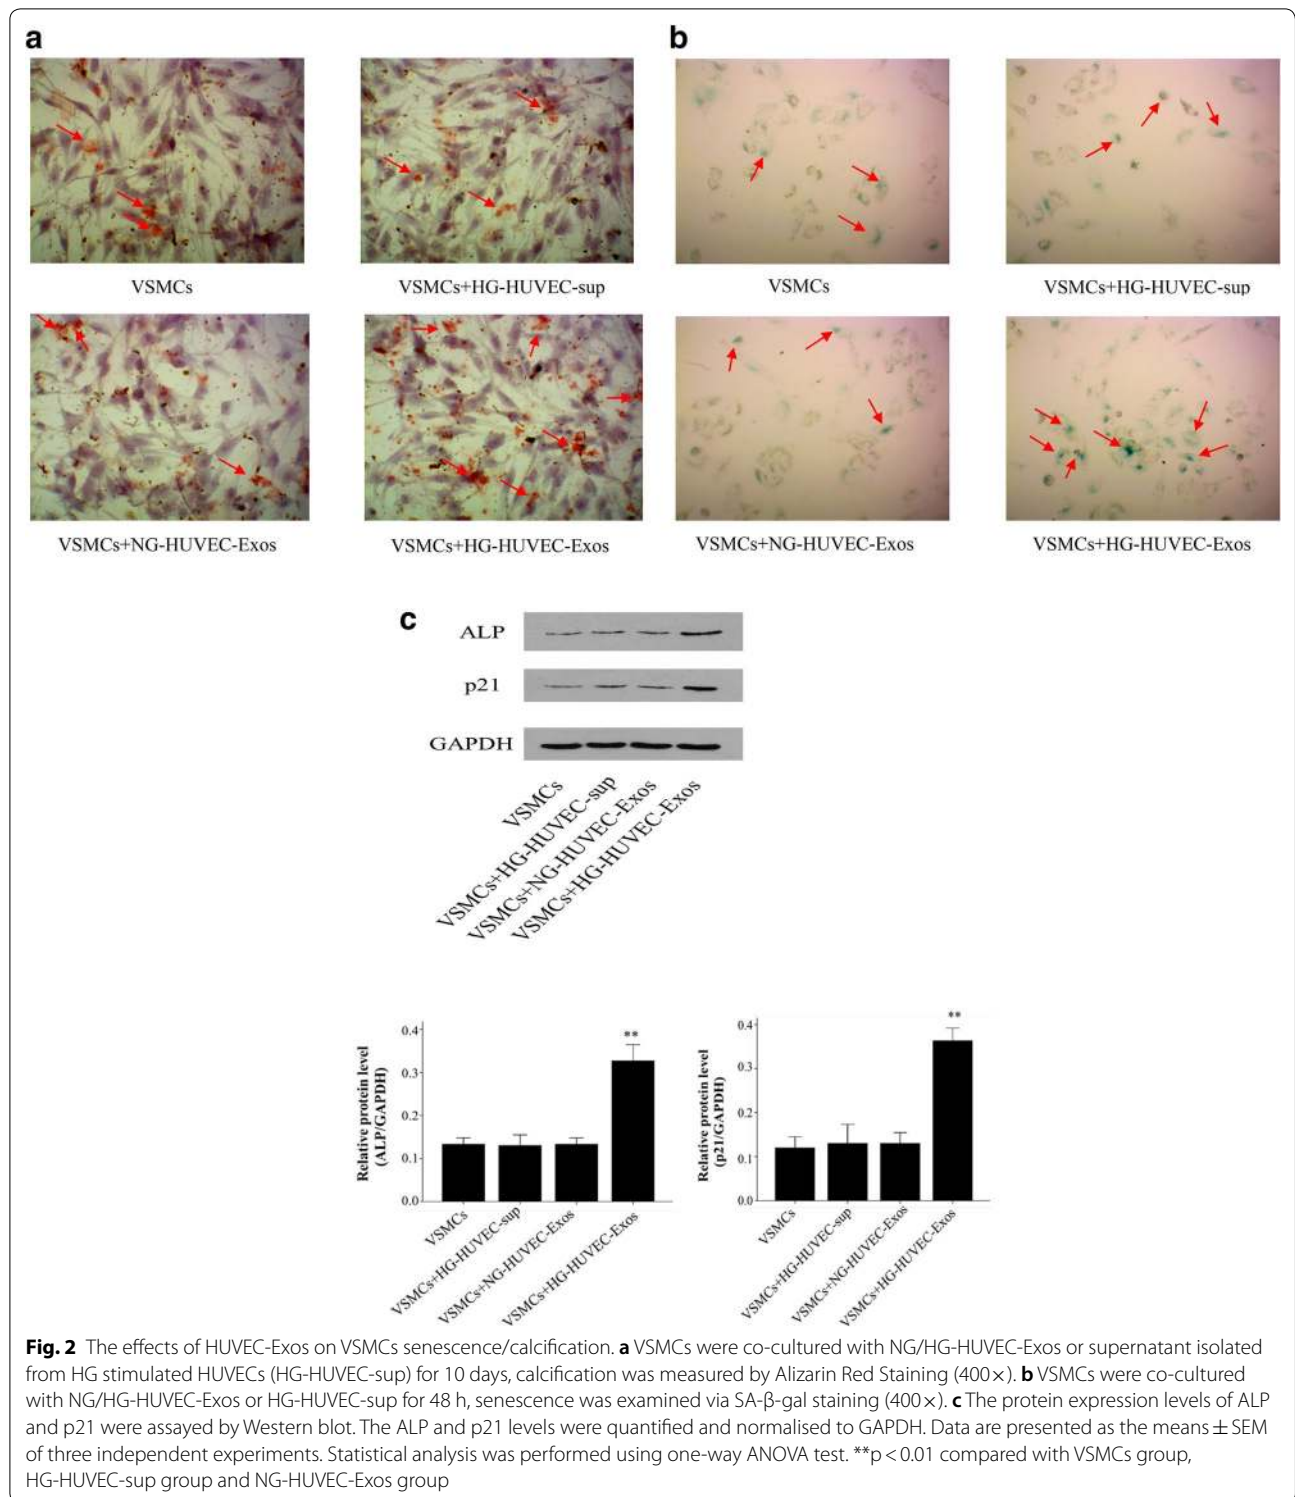 a
b
VSMCs
VSMCs+HG-HUVEC-sup
VSMCs
VSMCs+HG-HUVEC-sup
VSMCs+NG-HUVEC-Exos
VSMCs+HG-HUVEC-Exos
VSMCs+NG-HUVEC-Exos
VSMCs+HG-HUVEC-Exos
c
ALP
p21
GAPDH
VSMCs
VSMCs+HG-HUVEC-sup
VSMCs+NG-HUVEC-Exos
VSMCs+HG-HUVEC-Exos
Relative protein level
(ALP/GAPDH)
0.4
0.3
0.2
0.1
0.0
**
VSMCs
VSMCs+HG-HUVEC-sup
VSMCs+NG-HUVEC-Exos
VSMCs+HG-HUVEC-Exos
Relative protein level
(p21/GAPDH)
0.4
0.3
0.2
0.1
0.0
**
VSMCs
VSMCs+HG-HUVEC-sup
VSMCs+NG-HUVEC-Exos
VSMCs+HG-HUVEC-Exos
Fig. 2 The effects of HUVEC-Exos on VSMCs senescence/calcification. a VSMCs were co-cultured with NG/HG-HUVEC-Exos or supernatant isolated
from HG stimulated HUVECs (HG-HUVEC-sup) for 10 days, calcification was measured by Alizarin Red Staining (400×). b VSMCs were co-cultured
with NG/HG-HUVEC-Exos or HG-HUVEC-sup for 48 h, senescence was examined via SA-β-gal staining (400×). c The protein expression levels of ALP
and p21 were assayed by Western blot. The ALP and p21 levels were quantified and normalised to GAPDH. Data are presented as the means ± SEM
of three independent experiments. Statistical analysis was performed using one-way ANOVA test. **p < 0.01 compared with VSMCs group,
HG-HUVEC-sup group and NG-HUVEC-Exos group